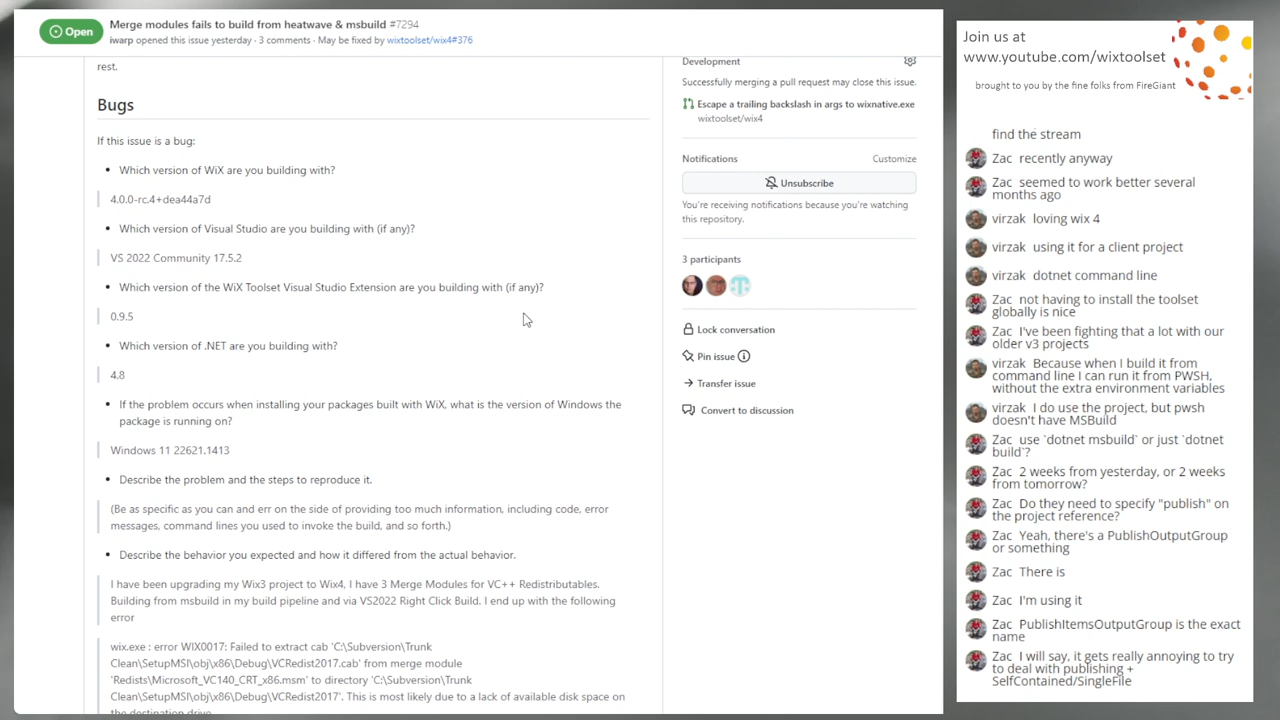 Open
Merge modules fails to build from heatwave & msbuild #7294
iwarp opened this issue yesterday · 3 comments · May be fixed by wixtoolset/wix4#376
rest.
Bugs
If this issue is a bug:
• Which version of WiX are you building with?
4.0.0-rc.4+dea44a7d
• Which version of Visual Studio are you building with (if any)?
VS 2022 Community 17.5.2
• Which version of the WiX Toolset Visual Studio Extension are you building with (if any)?
0.9.5
• Which version of .NET are you building with?
4.8
• If the problem occurs when installing your packages built with WiX, what is the version of Windows the
package is running on?
Windows 11 22621.1413
• Describe the problem and the steps to reproduce it.
(Be as specific as you can and err on the side of providing too much information, including code, error
messages, command lines you used to invoke the build, and so forth.)
• Describe the behavior you expected and how it differed from the actual behavior.
I have been upgrading my Wix3 project to Wix4, I have 3 Merge Modules for VC++ Redistributables.
Building from msbuild in my build pipeline and via VS2022 Right Click Build. I end up with the following
error
wix.exe : error WIX0017: Failed to extract cab 'C:\Subversion\Trunk
Clean\SetupMSI\obj\x86\Debug\VCRedist2017.cab' from merge module
'Redists\Microsoft_VC140_CRT_x86.msm' to directory 'C:\Subversion\Trunk
Clean\SetupMSI\obj\x86\Debug\VCRedist2017'. This is most likely due to a lack of available disk space on
the destination drive.
Development
Successfully merging a pull request may close this issue.
Escape a trailing backslash in args to wixnative.exe
wixtoolset/wix4
Notifications
Customize
Unsubscribe
You're receiving notifications because you're watching
this repository.
3 participants
Lock conversation
Pin issue
Transfer issue
Convert to discussion
Join us at
www.youtube.com/wixtoolset
brought to you by the fine folks from FireGiant
find the stream
Zac recently anyway
Zac seemed to work better several
months ago
virzak loving wix 4
virzak using it for a client project
virzak dotnet command line
Zac not having to install the toolset
globally is nice
Zac I've been fighting that a lot with our
older v3 projects
virzak Because when I build it from
command line I can run it from PWSH,
without the extra environment variables
virzak I do use the project, but pwsh
doesn't have MSBuild
Zac use `dotnet msbuild` or just `dotnet
build`?
Zac 2 weeks from yesterday, or 2 weeks
from tomorrow?
Zac Do they need to specify "publish" on
the project reference?
Zac Yeah, there's a PublishOutputGroup
or something
Zac There is
Zac I'm using it
Zac PublishItemsOutputGroup is the exact
name
Zac I will say, it gets really annoying to try
to deal with publishing +
SelfContained/SingleFile